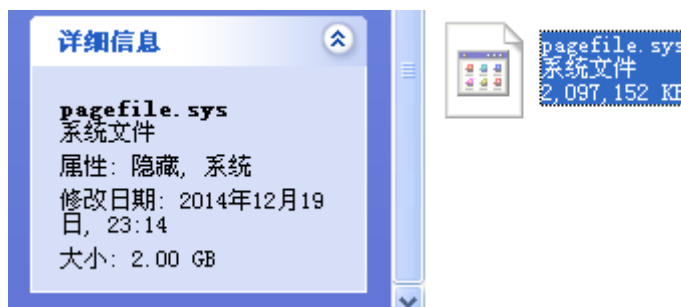 详细信息
pagefile.sys
系统文件
属性: 隐藏, 系统
修改日期: 2014年12月19
日, 23:14
大小: 2.00 GB
pagefile.sys
系统文件
2,097,152 KB